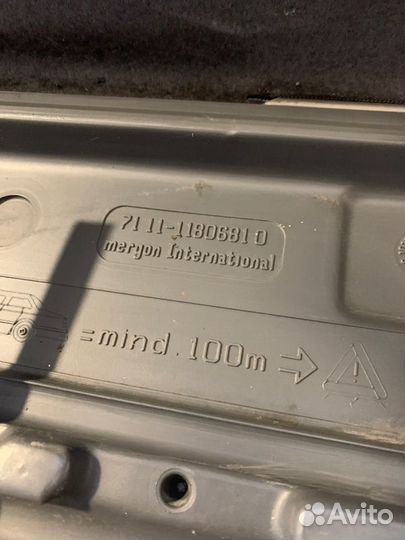 71 11-1180681 0
meryon International
=mind.100m
Avito